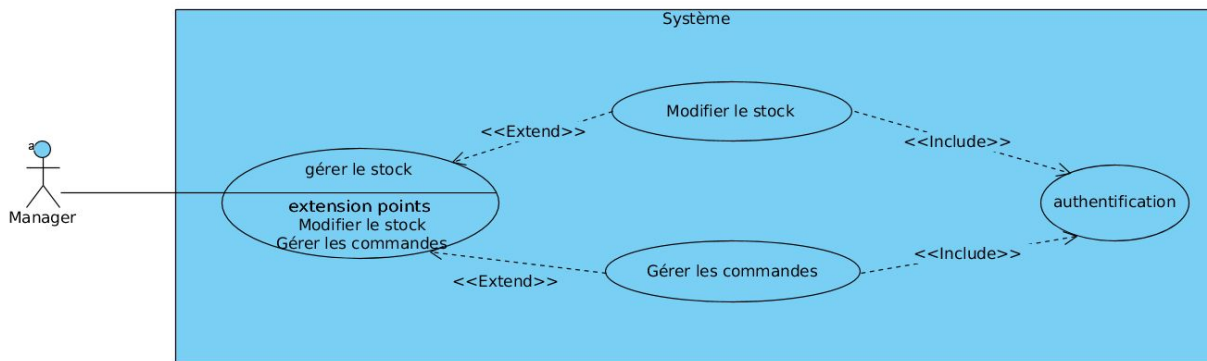 Système
Modifier le stock
<<Extend>>
<<Include>>
a
gérer le stock
Manager
extension points
Modifier le stock
Gérer les commandes
authentification
<<Include>>
<<Extend>>
Gérer les commandes